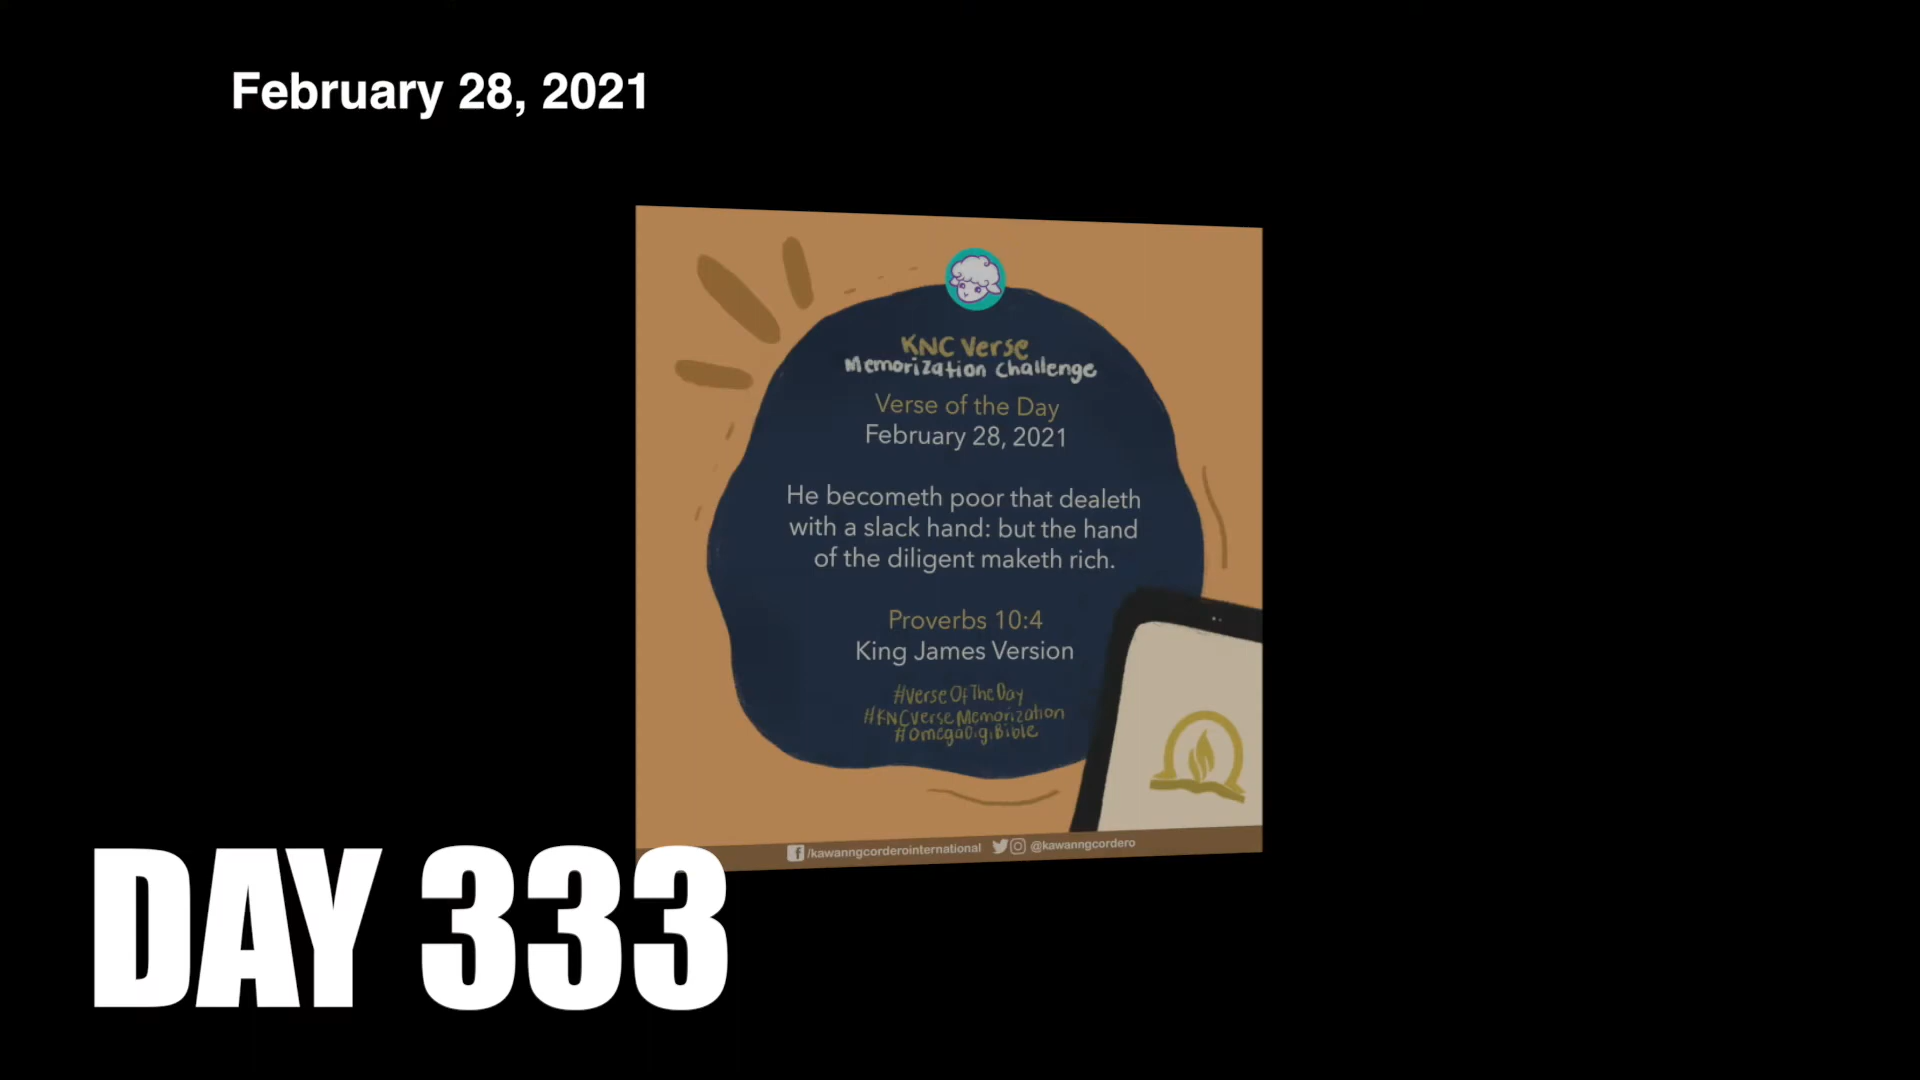 February 28, 2021
KNC Verse
Memorization Challenge
Verse of the Day
February 28, 2021
He becometh poor that dealeth
with a slack hand: but the hand
of the diligent maketh rich.
Proverbs 10:4
King James Version
#VerseOfTheDay
#KNCVerseMemorization
#OmegaDigiBible
/kawanngcorderointernational @kawanngcordero
DAY 333